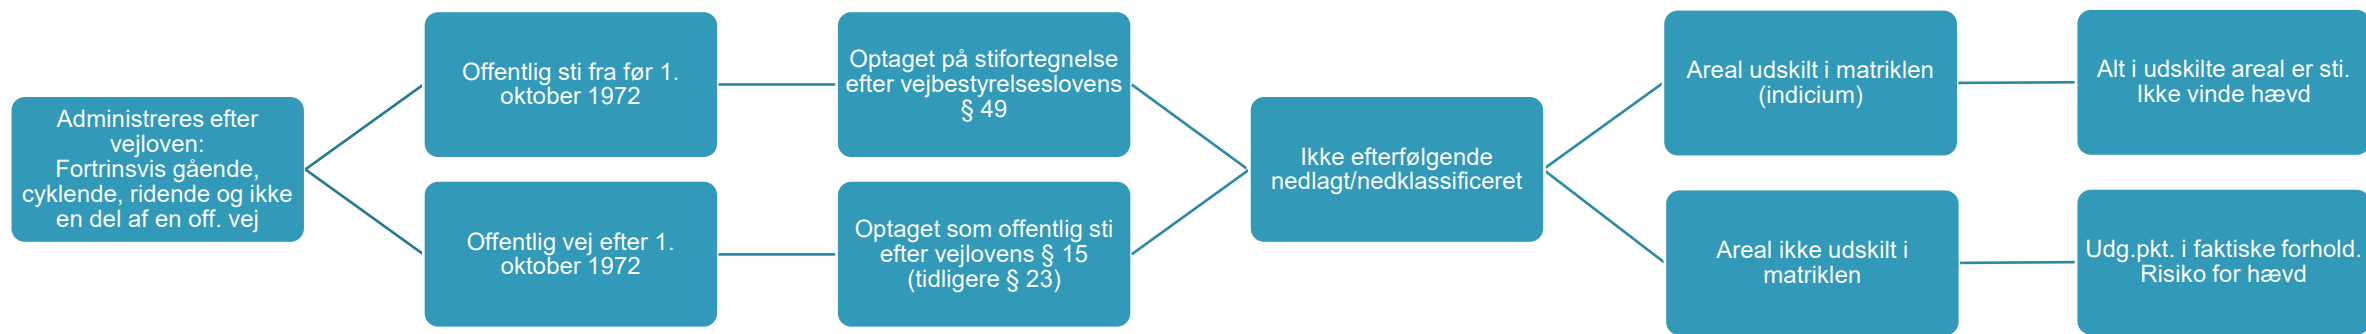 Administreres efter
vejloven:
Fortrinsvis gående,
cyklende, ridende og ikke
en del af en off. vej
Offentlig sti fra før 1.
oktober 1972
Offentlig vej efter 1.
oktober 1972
Optaget på stifortegnelse
efter vejbestyrelseslovens
§ 49
Optaget som offentlig sti
efter vejlovens § 15
(tidligere § 23)
Ikke efterfølgende
nedlagt/nedklassificeret
Areal udskilt i matriklen
(indicium)
Areal ikke udskilt i
matriklen
Alt i udskilte areal er sti.
Ikke vinde hævd
Udg.pkt. i faktiske forhold.
Risiko for hævd